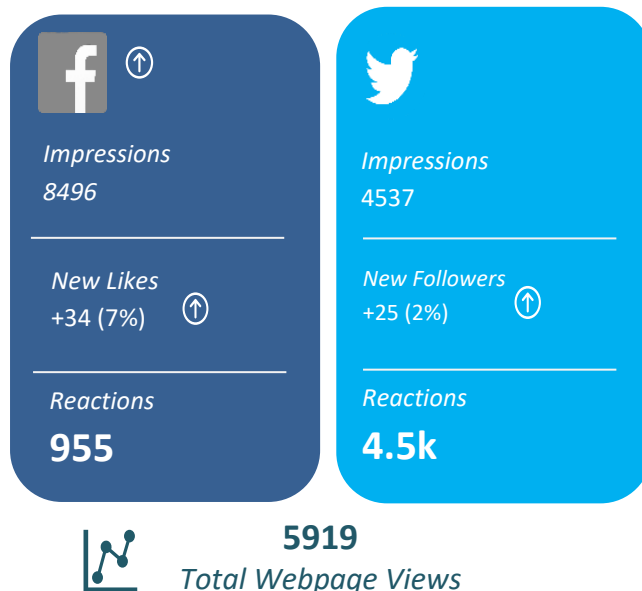 Impressions
8496
New Likes
+34 (7%)
Reactions
955
Impressions
4537
New Followers
+25 (2%)
Reactions
4.5k
5919
Total Webpage Views